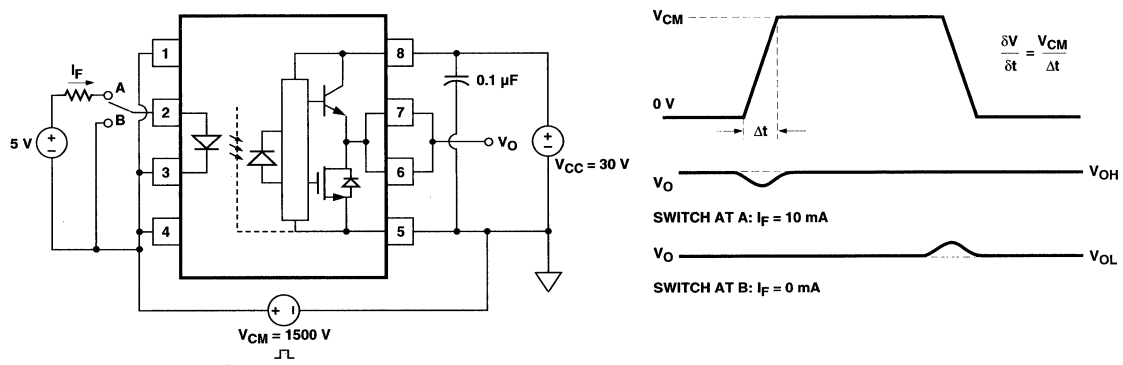 I_F
A
B
5 V
+
−
1
2
3
4
8
7
6
5
0.1 µF
V_O
+
−
V_CC = 30 V
+ −
V_CM = 1500 V
V_CM
0 V
Δt
δV/δt = V_CM/Δt
V_O
V_OH
SWITCH AT A: I_F = 10 mA
V_O
V_OL
SWITCH AT B: I_F = 0 mA